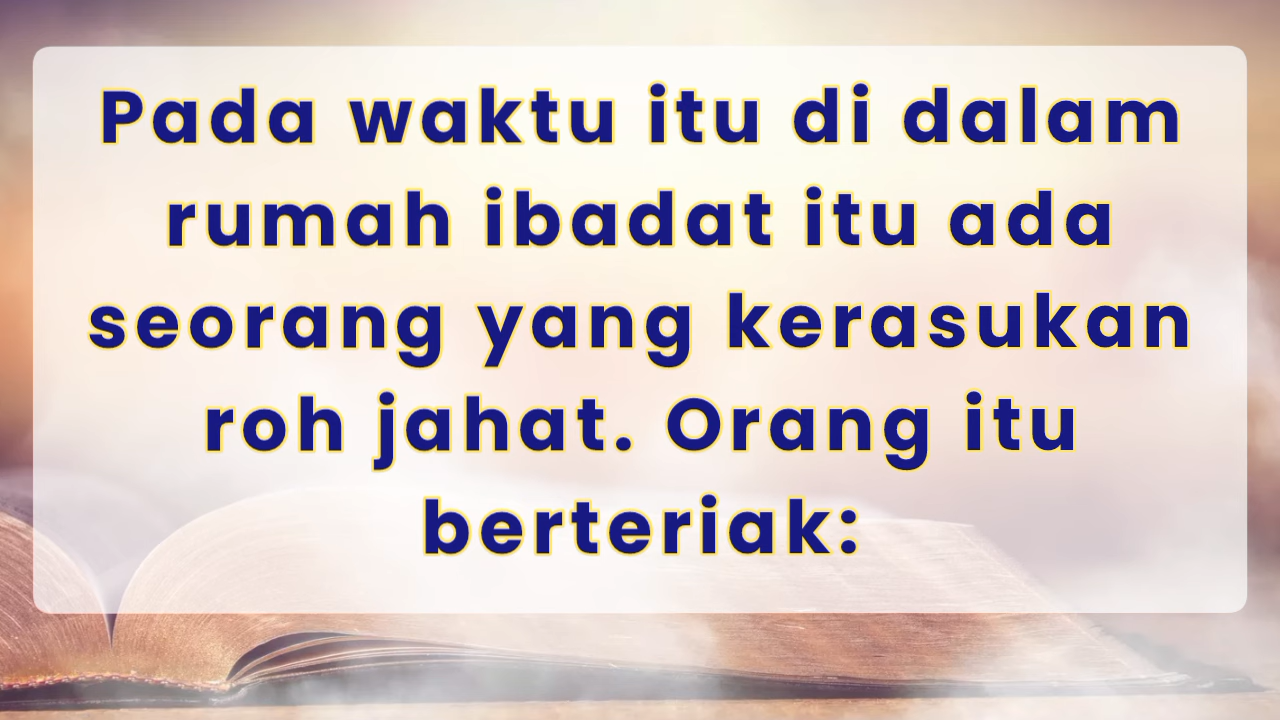 Pada waktu itu di dalam
rumah ibadat itu ada
seorang yang kerasukan
roh jahat. Orang itu
berteriak: